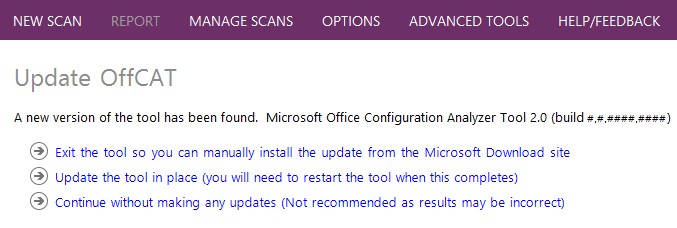 NEW SCAN REPORT MANAGE SCANS OPTIONS ADVANCED TOOLS HELP/FEEDBACK
Update OffCAT
A new version of the tool has been found. Microsoft Office Configuration Analyzer Tool 2.0 (build #.#.####.####)
Exit the tool so you can manually install the update from the Microsoft Download site
Update the tool in place (you will need to restart the tool when this completes)
Continue without making any updates (Not recommended as results may be incorrect)